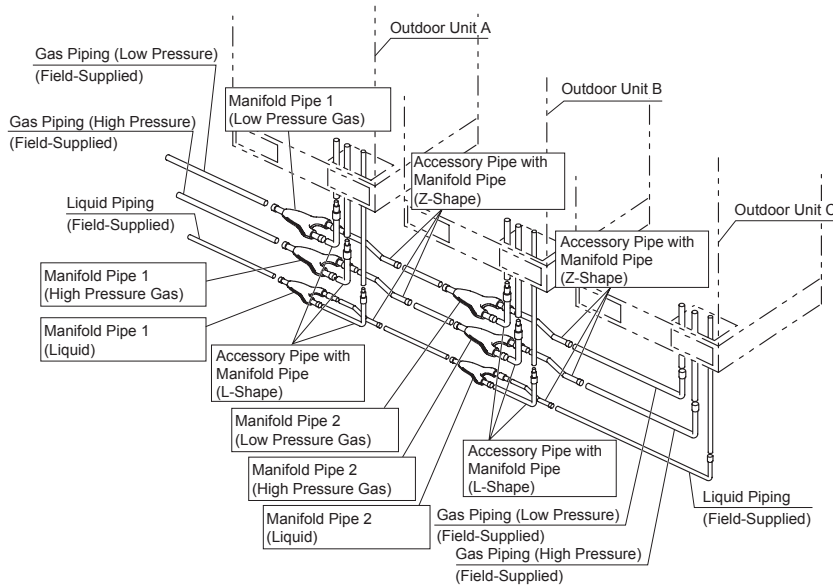 Outdoor Unit A
Gas Piping (Low Pressure)
(Field-Supplied)
Outdoor Unit B
Manifold Pipe 1
(Low Pressure Gas)
Gas Piping (High Pressure)
(Field-Supplied)
Accessory Pipe with
Manifold Pipe
(Z-Shape)
Liquid Piping
(Field-Supplied)
Outdoor Unit C
Accessory Pipe with
Manifold Pipe
(Z-Shape)
Manifold Pipe 1
(High Pressure Gas)
Manifold Pipe 1
(Liquid)
Accessory Pipe with
Manifold Pipe
(L-Shape)
Manifold Pipe 2
(Low Pressure Gas)
Accessory Pipe with
Manifold Pipe
(L-Shape)
Manifold Pipe 2
(High Pressure Gas)
Liquid Piping
(Field-Supplied)
Manifold Pipe 2
(Liquid)
Gas Piping (Low Pressure)
(Field-Supplied)
Gas Piping (High Pressure)
(Field-Supplied)